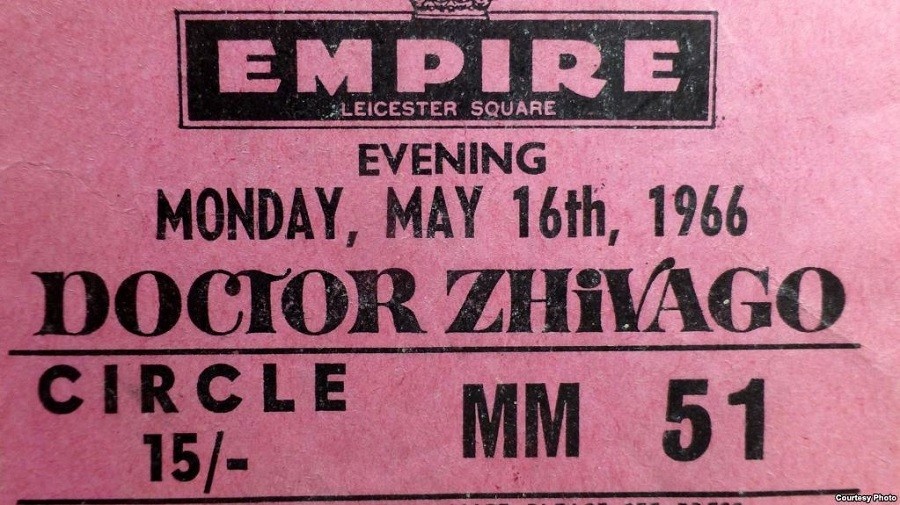 EMPIRE
LEICESTER SQUARE
EVENING
MONDAY, MAY 16th, 1966
DOCTOR ZHiVAGO
CIRCLE
15/-
MM 51
Courtesy Photo